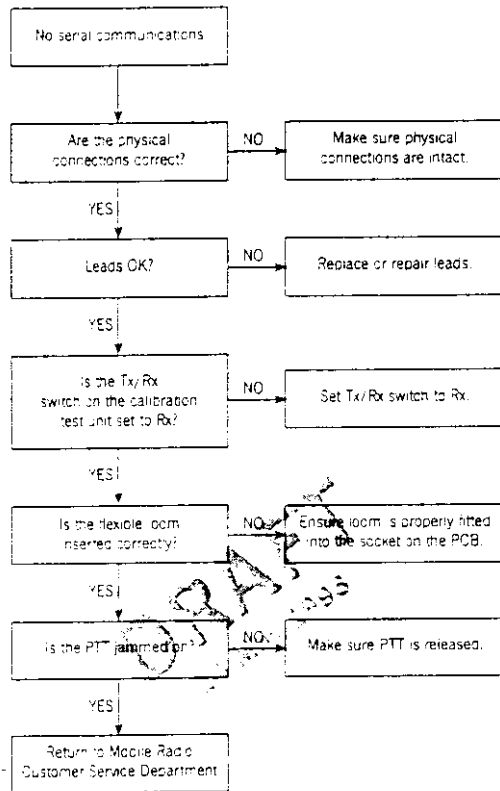 No serial communications
Are the physical
connections correct?
NO
Make sure physical
connections are intact.
YES
Leads OK?
NO
Replace or repair leads.
YES
Is the Tx/Rx
switch on the calibration
test unit set to Rx?
NO
Set Tx/Rx switch to Rx.
YES
Is the flexible loom
inserted correctly?
NO
Ensure loom is properly fitted
into the socket on the PCB.
YES
DRAFT
Is the PTT jammed on?
NO
Make sure PTT is released.
YES
Return to Mobile Radio
Customer Service Department